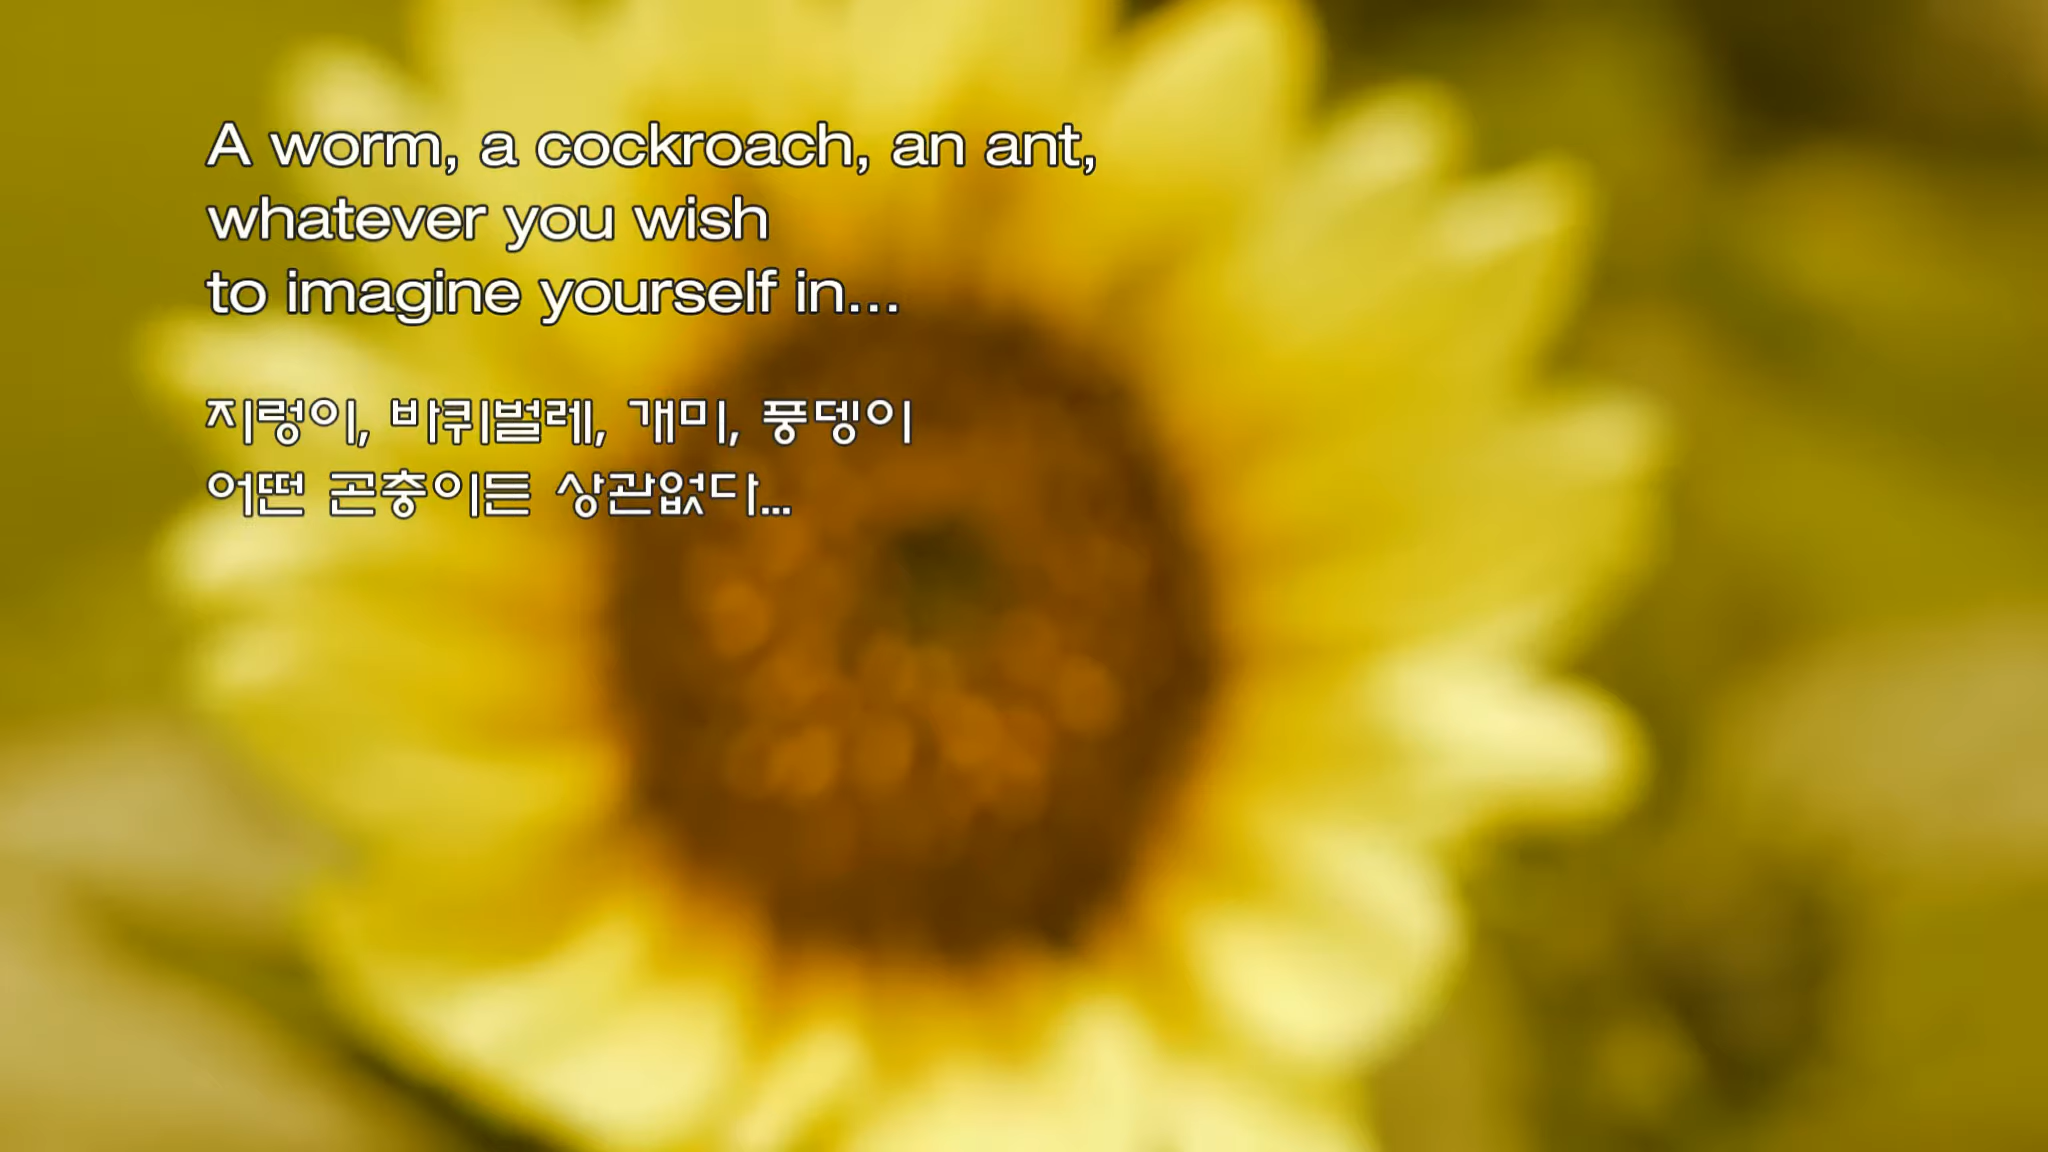 A worm, a cockroach, an ant,
whatever you wish
to imagine yourself in...
지렁이, 바퀴벌레, 개미, 풍뎅이
어떤 곤충이든 상관없다...